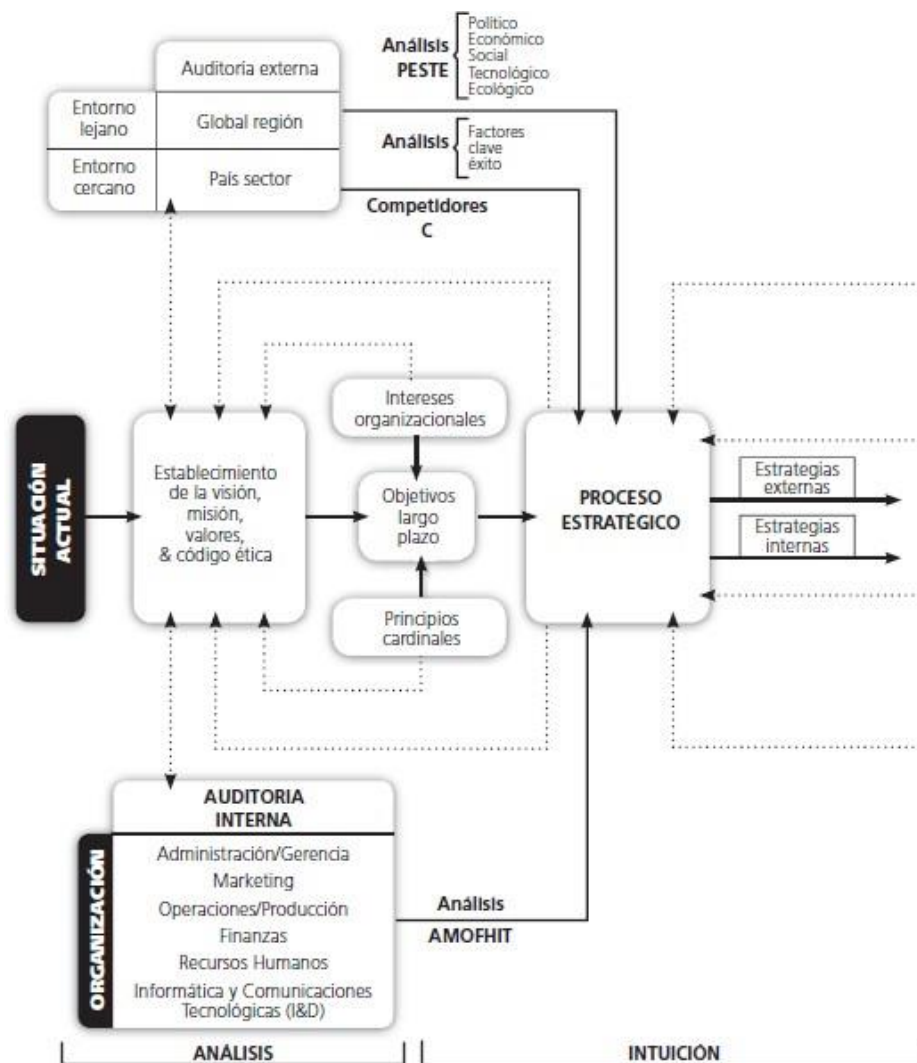 Auditoría externa
Entorno
lejano
Global región
Entorno
cercano
País sector
Análisis
PESTE
Político
Económico
Social
Tecnológico
Ecológico
Análisis
Factores
clave
éxito
Competidores
C
SITUACIÓN
ACTUAL
Establecimiento
de la visión,
misión,
valores,
& código ética
Intereses
organizacionales
Objetivos
largo
plazo
Principios
cardinales
PROCESO
ESTRATÉGICO
Estrategias
externas
Estrategias
internas
ORGANIZACIÓN
AUDITORIA
INTERNA
Administración/Gerencia
Marketing
Operaciones/Producción
Finanzas
Recursos Humanos
Informática y Comunicaciones
Tecnológicas (I&D)
Análisis
AMOFHIT
ANÁLISIS
INTUICIÓN